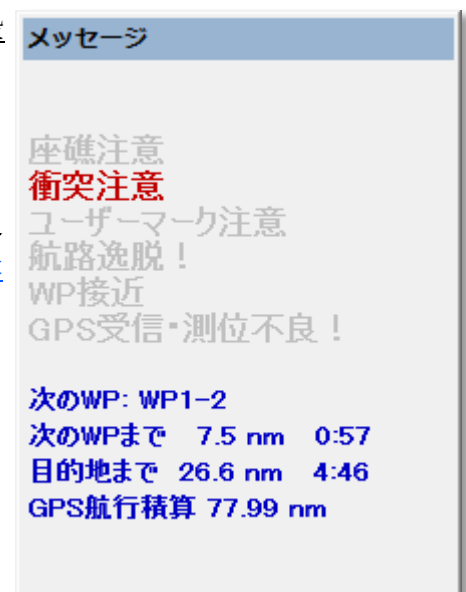 メッセージ
座礁注意
衝突注意
ユーザーマーク注意
航路逸脱！
WP接近
GPS受信・測位不良！
次のWP: WP1-2
次のWPまで 7.5 nm 0:57
目的地まで 26.6 nm 4:46
GPS航行積算 77.99 nm